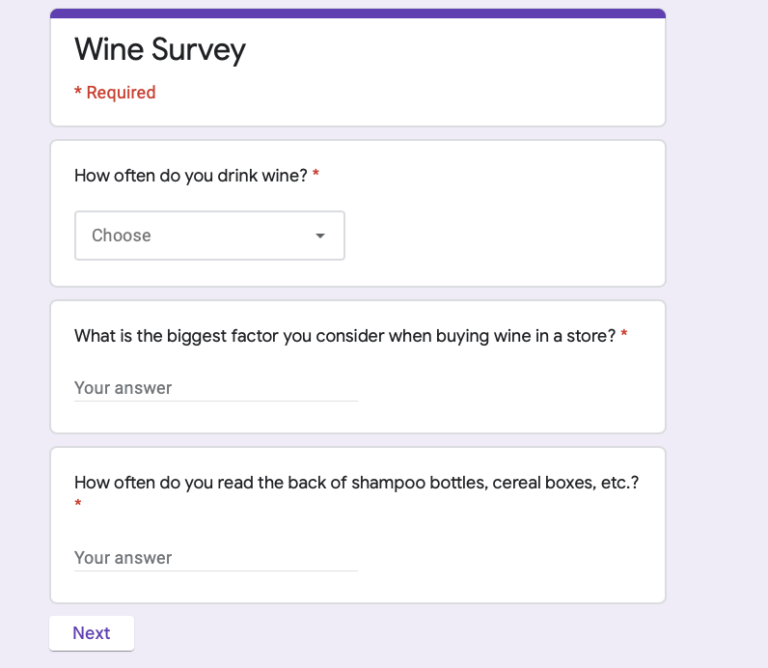 Wine Survey
* Required
How often do you drink wine? *
Choose
What is the biggest factor you consider when buying wine in a store? *
Your answer
How often do you read the back of shampoo bottles, cereal boxes, etc.?
*
Your answer
Next